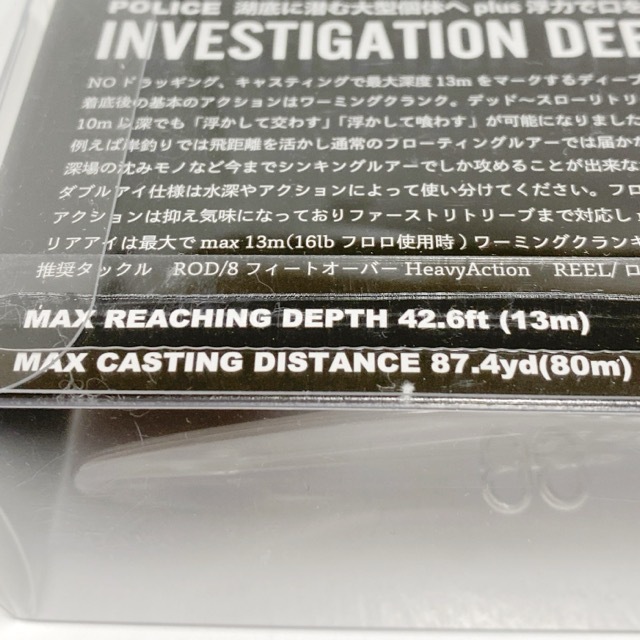 POLICE 湖底に潜む大型個体へ plus 浮力で口
INVESTIGATION DEE
NO ドラッギング、キャスティングで最大深度 13m をマークするディー
着底後の基本のアクションはワーミングクランク。デッド〜スローリトリ
10m 以深でも「浮かして交わす」「浮かして喰わす」が可能になりました
例えば岸釣りでは飛距離を活かし通常のフローティングルアーでは届か
深場の沈みモノなど今までシンキングルアーでしか攻めることが出来な
ダブルアイ仕様は水深やアクションによって使い分けてください。フロ
アクションは抑え気味になっておりファーストリトリーブまで対応し
リアアイは最大で max 13m(16lb フロロ使用時)ワーミングクランキ
推奨タックル ROD/8 フィートオーバー HeavyAction REEL/ ロ
MAX REACHING DEPTH 42.6ft (13m)
MAX CASTING DISTANCE 87.4yd(80m)